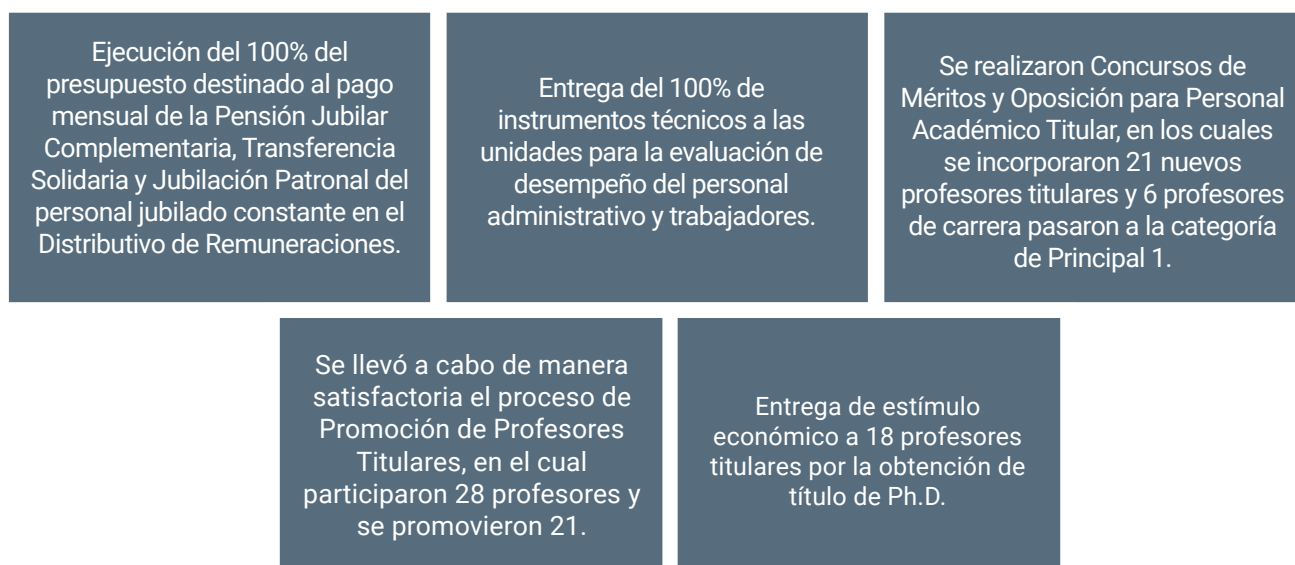 Ejecución del 100% del
presupuesto destinado al pago
mensual de la Pensión Jubilar
Complementaria, Transferencia
Solidaria y Jubilación Patronal del
personal jubilado constante en el
Distributivo de Remuneraciones.
Entrega del 100% de
instrumentos técnicos a las
unidades para la evaluación de
desempeño del personal
administrativo y trabajadores.
Se realizaron Concursos de
Méritos y Oposición para Personal
Académico Titular, en los cuales
se incorporaron 21 nuevos
profesores titulares y 6 profesores
de carrera pasaron a la categoría
de Principal 1.
Se llevó a cabo de manera
satisfactoria el proceso de
Promoción de Profesores
Titulares, en el cual
participaron 28 profesores y
se promovieron 21.
Entrega de estímulo
económico a 18 profesores
titulares por la obtención de
título de Ph.D.